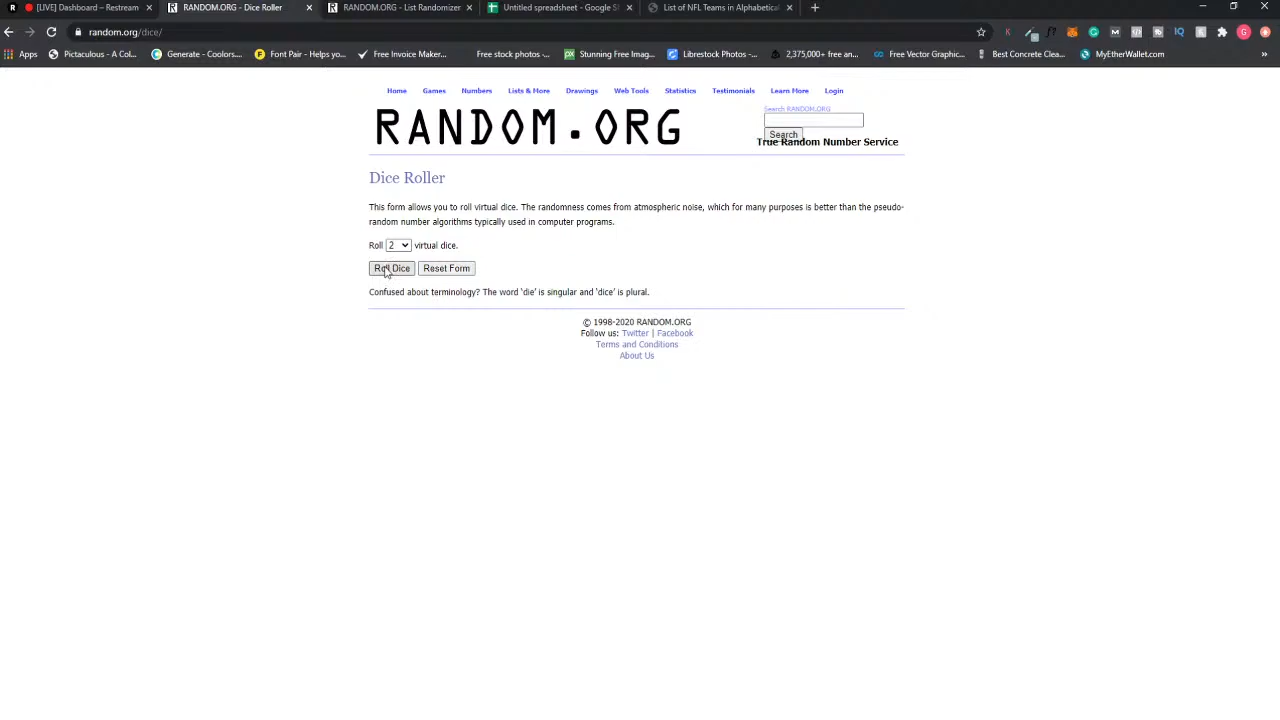 [LIVE] Dashboard – Restream
RANDOM.ORG - Dice Roller
RANDOM.ORG - List Randomizer
Untitled spreadsheet - Google S
List of NFL Teams in Alphabetical
random.org/dice/
Apps
Pictaculous - A Col...
Generate - Coolors....
Font Pair - Helps yo...
Free Invoice Maker...
Free stock photos -...
Stunning Free Imag...
Librestock Photos -...
2,375,000+ free an...
Free Vector Graphic...
Best Concrete Clea...
MyEtherWallet.com
Home Games Numbers Lists & More Drawings Web Tools Statistics Testimonials Learn More Login
RANDOM.ORG
Search RANDOM.ORG
Search
True Random Number Service
Dice Roller
This form allows you to roll virtual dice. The randomness comes from atmospheric noise, which for many purposes is better than the pseudo-
random number algorithms typically used in computer programs.
Roll 2 virtual dice.
Roll Dice Reset Form
Confused about terminology? The word 'die' is singular and 'dice' is plural.
© 1998-2020 RANDOM.ORG
Follow us: Twitter | Facebook
Terms and Conditions
About Us